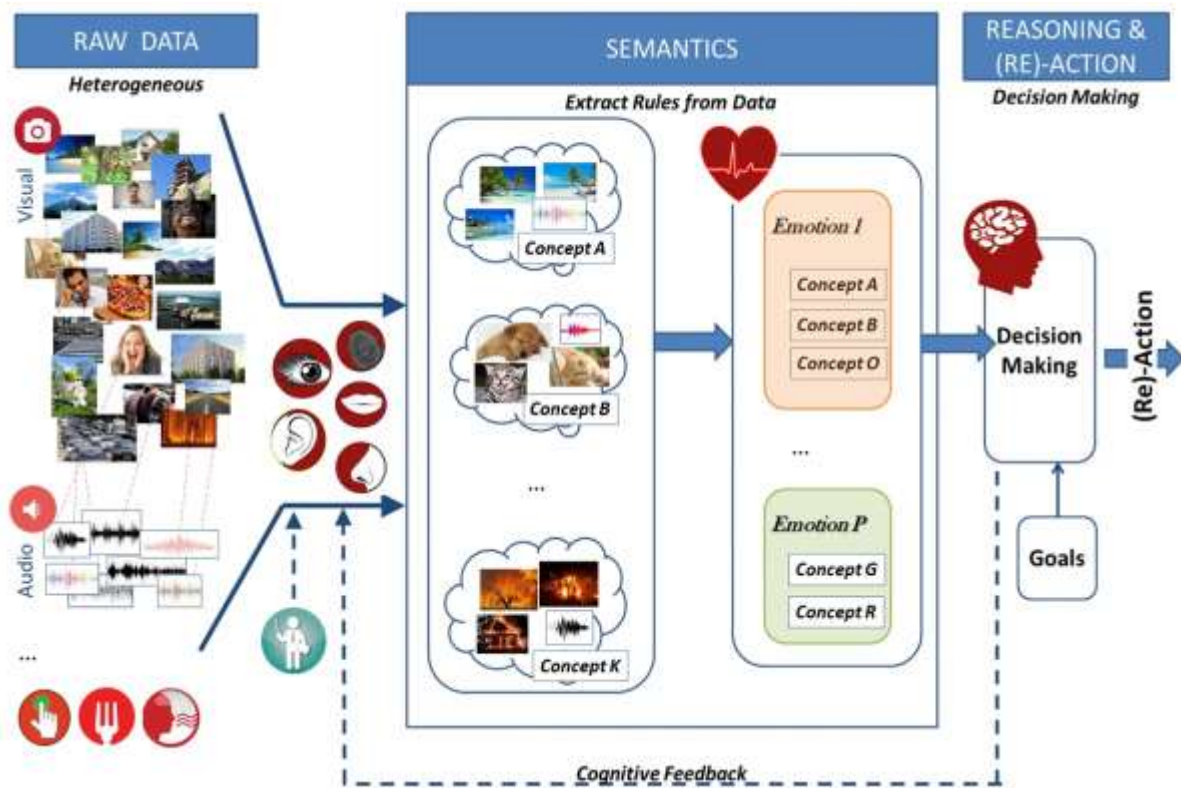 RAW DATA
Heterogeneous
Visual
Audio
...
SEMANTICS
Extract Rules from Data
Concept A
Concept B
...
Concept K
Emotion 1
Concept A
Concept B
Concept O
...
Emotion P
Concept G
Concept R
REASONING &
(RE)-ACTION
Decision Making
Decision
Making
(Re)-Action
Goals
Cognitive Feedback